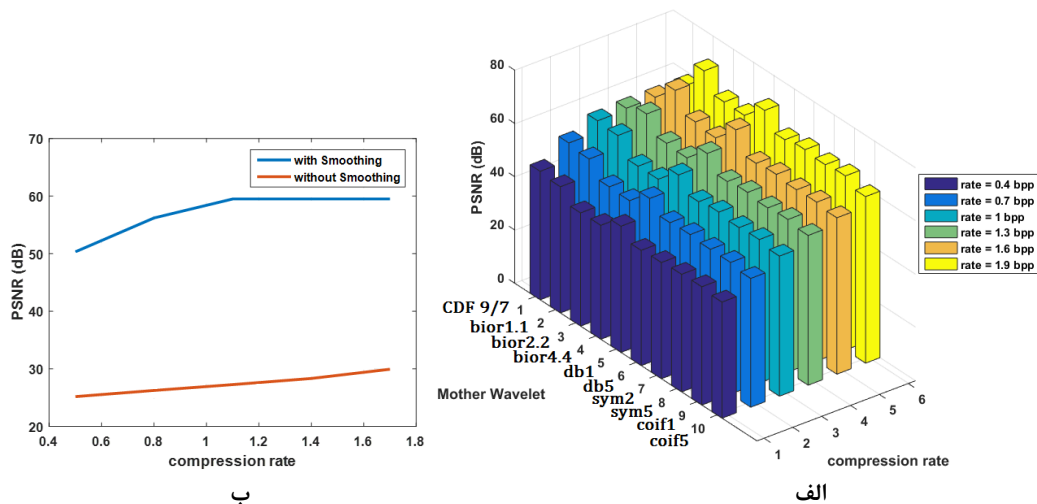 70
60
50
40
30
20
PSNR (dB)
with Smoothing
without Smoothing
0.4 0.6 0.8 1 1.2 1.4 1.6 1.8
compression rate
ب
80
60
40
20
0
PSNR (dB)
rate = 0.4 bpp
rate = 0.7 bpp
rate = 1 bpp
rate = 1.3 bpp
rate = 1.6 bpp
rate = 1.9 bpp
CDF 9/7
bior1.1
bior2.2
bior4.4
db1
db5
sym2
sym5
coif1
coif5
1 2 3 4 5 6 7 8 9 10
Mother Wavelet
1 2 3 4 5 6
compression rate
الف